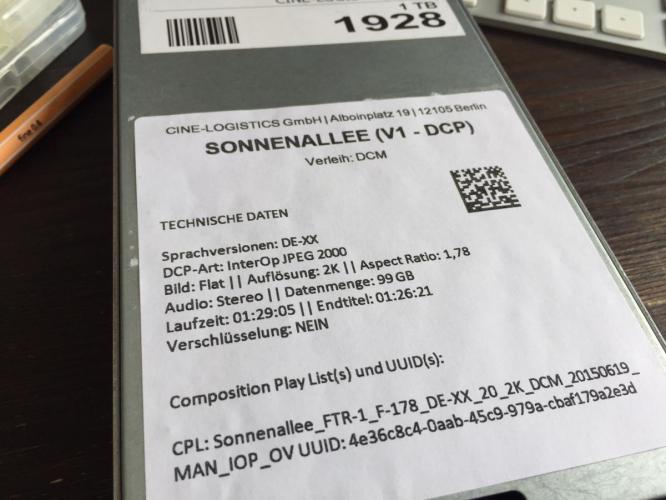 1 TB
1928
CINE-LOGISTICS GmbH | Alboinplatz 19 | 12105 Berlin
SONNENALLEE (V1 - DCP)
Verleih: DCM
TECHNISCHE DATEN
Sprachversionen: DE-XX
DCP-Art: InterOp JPEG 2000
Bild: Flat || Auflösung: 2K || Aspect Ratio: 1,78
Audio: Stereo || Datenmenge: 99 GB
Laufzeit: 01:29:05 || Endtitel: 01:26:21
Verschlüsselung: NEIN
Composition Play List(s) und UUID(s):
CPL: Sonnenallee_FTR-1_F-178_DE-XX_20_2K_DCM_20150619_
MAN_IOP_OV UUID: 4e36c8c4-0aab-45c9-979a-cbaf179a2e3d
fine 0.4